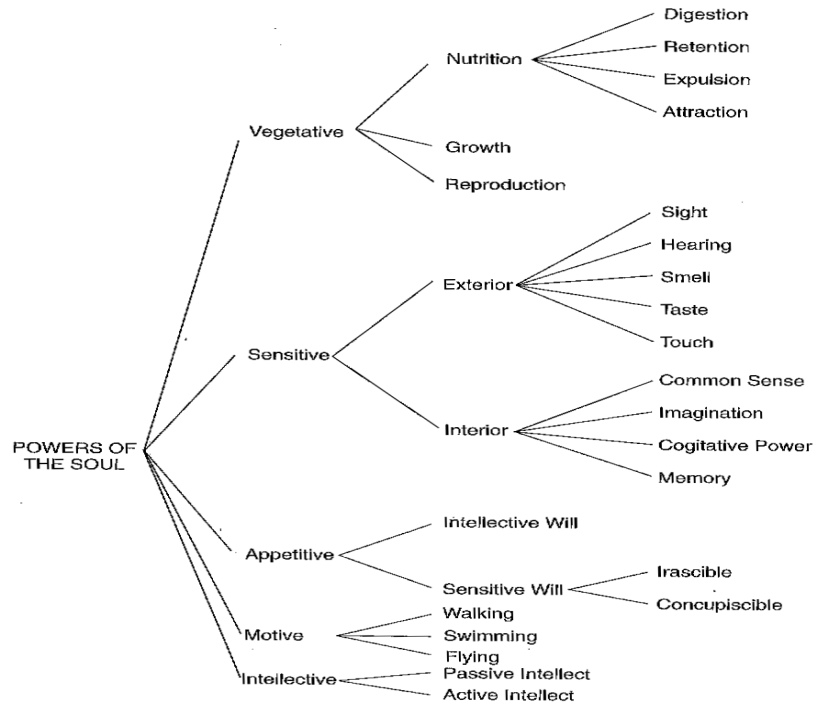 Digestion
Retention
Nutrition
Expulsion
Attraction
Vegetative
Growth
Reproduction
Sight
Hearing
Exterior
Smeli
Taste
Touch
Sensitive
Common Sense
Imagination
Interior
Cogitative Power
Memory
POWERS OF
THE SOUL
Intellective Will
Appetitive
Irascible
Sensitive Will
Concupiscible
Walking
Motive
Swimming
Flying
Intellective
Passive Intellect
Active Intellect